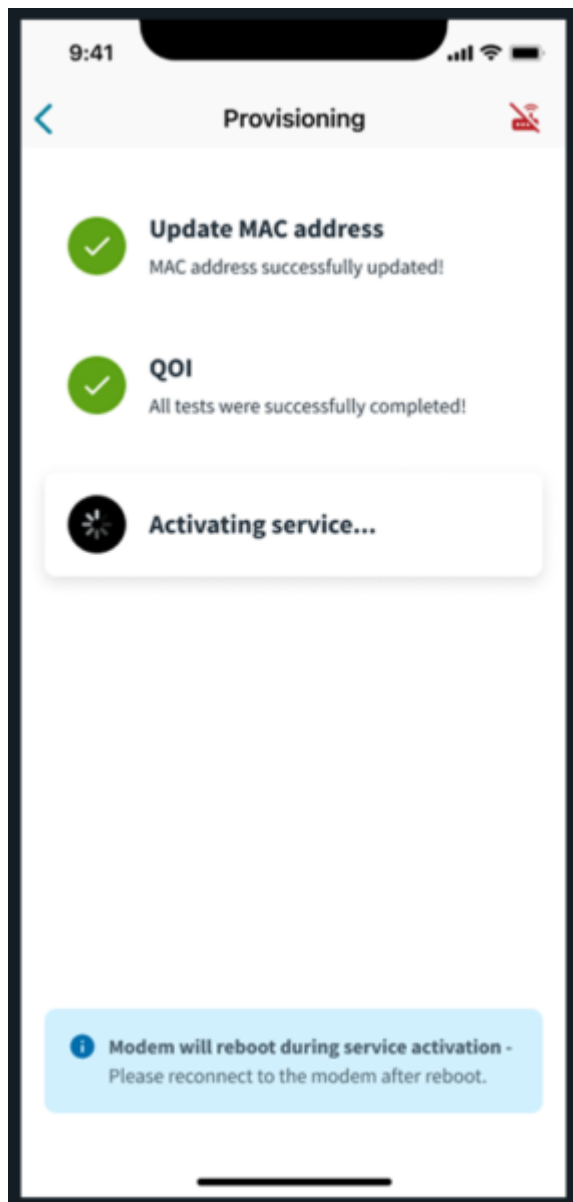 9:41
Provisioning
Update MAC address
MAC address successfully updated!
QOI
All tests were successfully completed!
Activating service...
Modem will reboot during service activation -
Please reconnect to the modem after reboot.